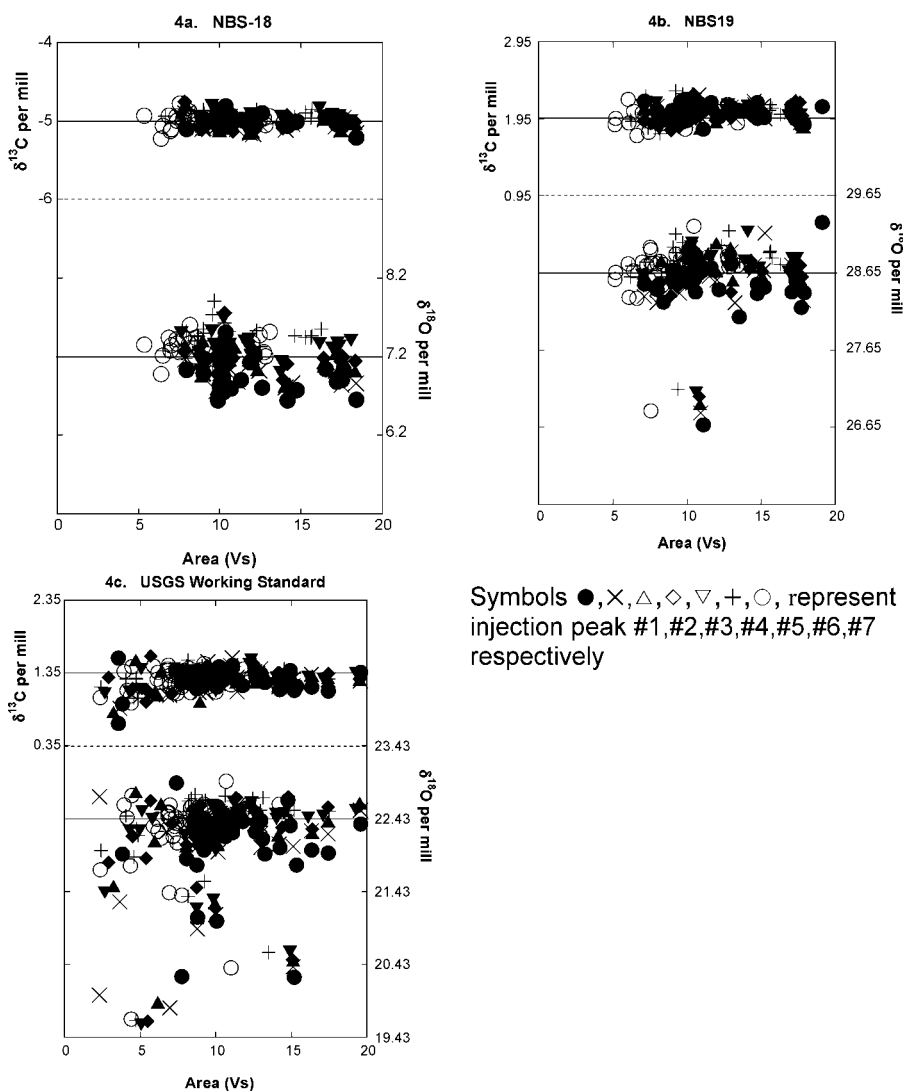 4a. NBS-18
-4
-5
-6
δ13C per mill
8.2
7.2
6.2
δ18O per mill
0 5 10 15 20
Area (Vs)
4b. NBS19
2.95
1.95
0.95
δ13C per mill
29.65
28.65
27.65
26.65
δ18O per mill
0 5 10 15 20
Area (Vs)
4c. USGS Working Standard
2.35
1.35
0.35
δ13C per mill
23.43
22.43
21.43
20.43
19.43
δ18O per mill
0 5 10 15 20
Area (Vs)
Symbols ●,×,△,◇,▽,+,○, represent
injection peak #1,#2,#3,#4,#5,#6,#7
respectively